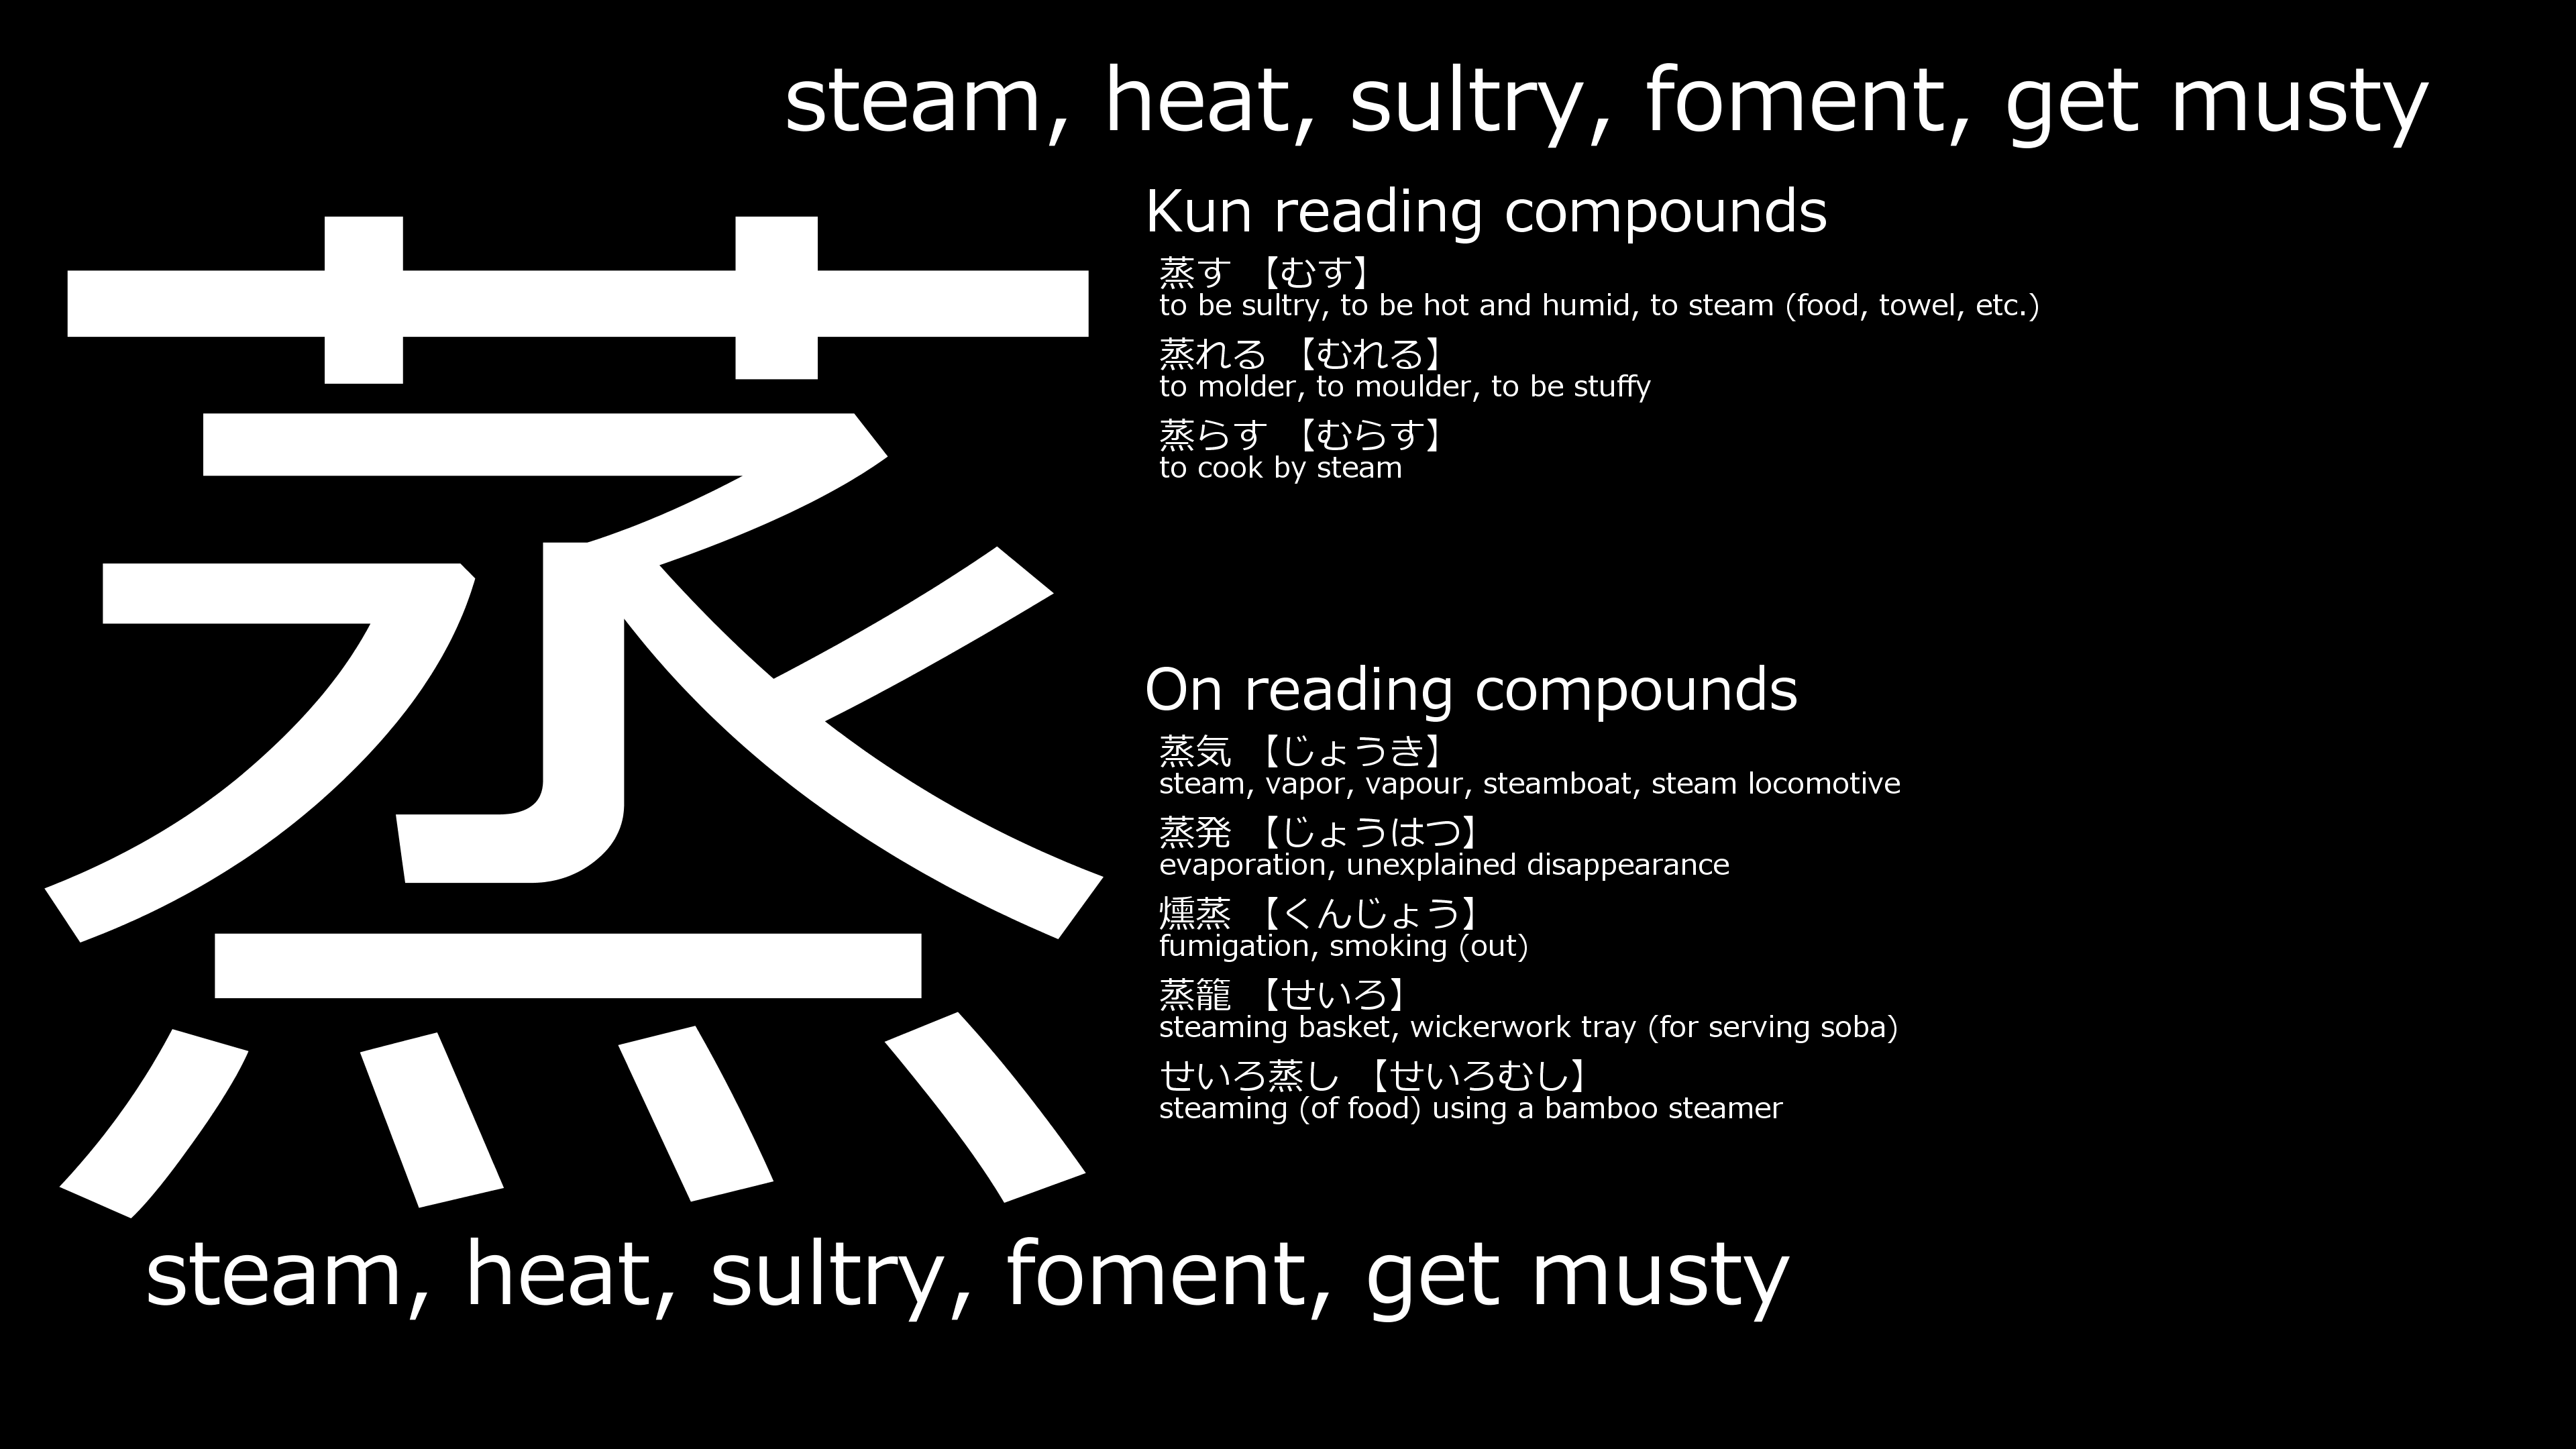 steam, heat, sultry, foment, get musty
蒸
Kun reading compounds
蒸す 【むす】
to be sultry, to be hot and humid, to steam (food, towel, etc.)
蒸れる 【むれる】
to molder, to moulder, to be stuffy
蒸らす 【むらす】
to cook by steam
On reading compounds
蒸気 【じょうき】
steam, vapor, vapour, steamboat, steam locomotive
蒸発 【じょうはつ】
evaporation, unexplained disappearance
燻蒸 【くんじょう】
fumigation, smoking (out)
蒸籠 【せいろ】
steaming basket, wickerwork tray (for serving soba)
せいろ蒸し 【せいろむし】
steaming (of food) using a bamboo steamer
steam, heat, sultry, foment, get musty